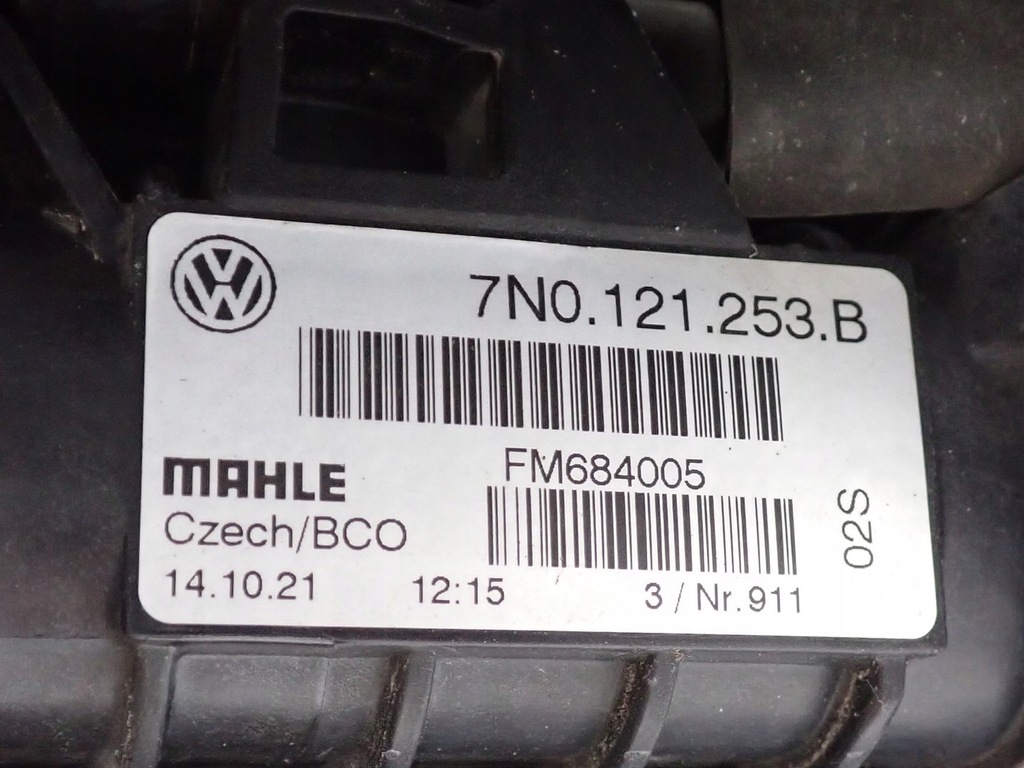 7N0.121.253.B
FM684005
MAHLE
Czech/BCO
02S
14.10.21 12:15 3 / Nr.911